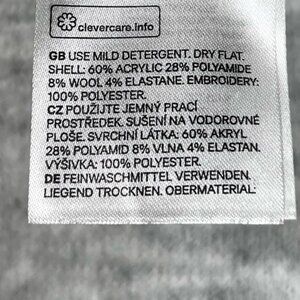 clevercare.info
GB USE MILD DETERGENT. DRY FLAT.
SHELL: 60% ACRYLIC 28% POLYAMIDE
8% WOOL 4% ELASTANE. EMBROIDERY:
100% POLYESTER.
CZ POUŽIJTE JEMNÝ PRACÍ
PROSTŘEDEK. SUŠENÍ NA VODOROVNÉ
PLOŠE. SVRCHNÍ LÁTKA: 60% AKRYL
28% POLYAMID 8% VLNA 4% ELASTAN.
VÝŠIVKA: 100% POLYESTER.
DE FEINWASCHMITTEL VERWENDEN.
LIEGEND TROCKNEN. OBERMATERIAL: